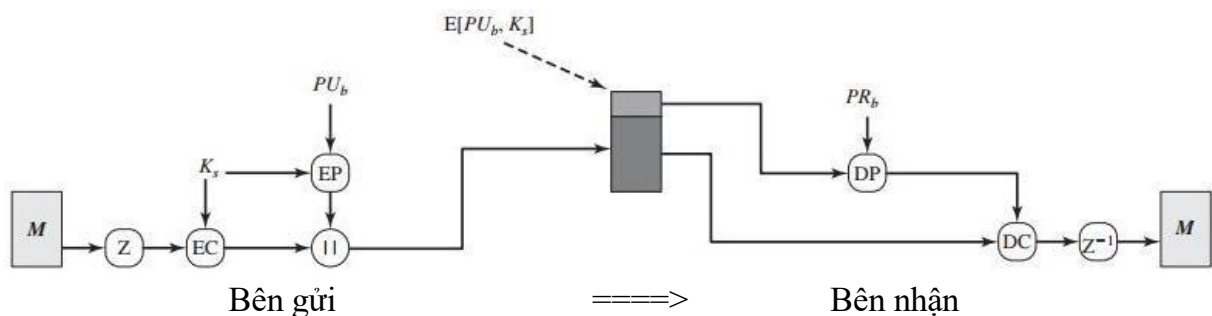 E[PU_b, K_s]
PU_b
PR_b
K_s
EP
DP
M
Z
EC
||
DC
Z⁻¹
M
Bên gửi ====> Bên nhận